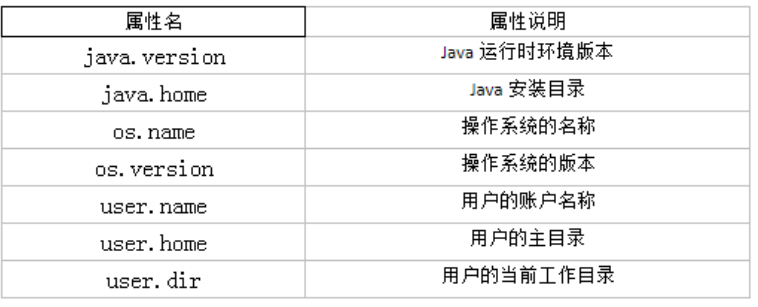 属性名 属性说明
java.version Java 运行时环境版本
java.home Java 安装目录
os.name 操作系统的名称
os.version 操作系统的版本
user.name 用户的账户名称
user.home 用户的主目录
user.dir 用户的当前工作目录